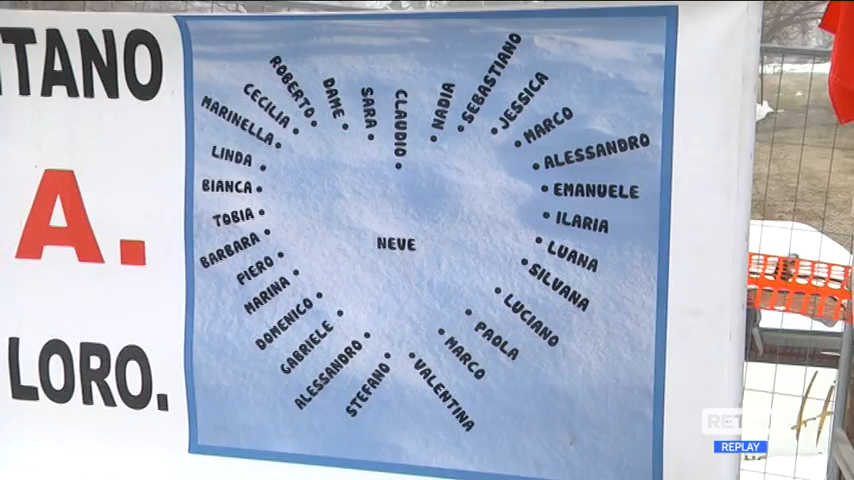 ITANO
A.
LORO.
ROBERTO
DAME
SARA
CLAUDIO
NADIA
SEBASTIANO
JESSICA
MARCO
ALESSANDRO
EMANUELE
ILARIA
LUANA
SILVANA
LUCIANO
PAOLA
MARCO
VALENTINA
STEFANO
ALESSANDRO
GABRIELE
DOMENICO
MARINA
PIERO
BARBARA
TOBIA
BIANCA
LINDA
MARINELLA
CECILIA
NEVE
REPLAY